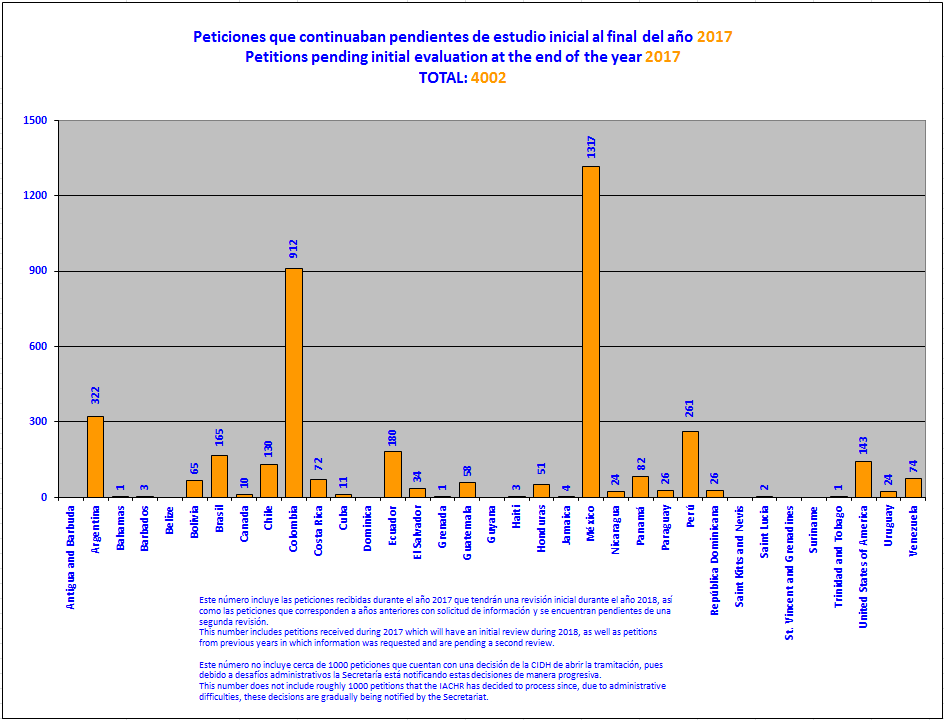 Peticiones que continuaban pendientes de estudio inicial al final del año 2017
Petitions pending initial evaluation at the end of the year 2017
TOTAL: 4002
1500
1200
900
600
300
0
322
1
3
65
165
10
130
912
72
11
180
34
1
58
3
51
4
1317
24
82
26
261
26
2
1
143
24
74
Antigua and Barbuda
Argentina
Bahamas
Barbados
Belize
Bolivia
Brasil
Canada
Chile
Colombia
Costa Rica
Cuba
Dominica
Ecuador
El Salvador
Grenada
Guatemala
Guyana
Haiti
Honduras
Jamaica
México
Nicaragua
Panamá
Paraguay
Perú
República Dominicana
Saint Kitts and Nevis
Saint Lucia
St. Vincent and Grenadines
Suriname
Trinidad and Tobago
United States of America
Uruguay
Venezuela
Este número incluye las peticiones recibidas durante el año 2017 que tendrán una revisión inicial durante el año 2018, así
como las peticiones que corresponden a años anteriores con solicitud de información y se encuentran pendientes de una
segunda revisión.
This number includes petitions received during 2017 which will have an initial review during 2018, as well as petitions
from previous years in which information was requested and are pending a second review.
Este número no incluye cerca de 1000 peticiones que cuentan con una decisión de la CIDH de abrir la tramitación, pues
debido a desafíos administrativos la Secretaría está notificando estas decisiones de manera progresiva.
This number does not include roughly 1000 petitions that the IACHR has decided to process since, due to administrative
difficulties, these decisions are gradually being notified by the Secretariat.